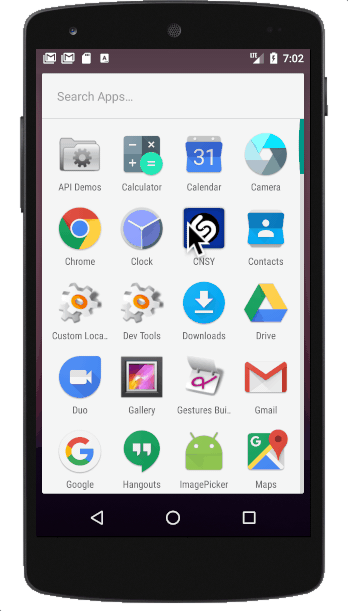 7:02
Search Apps...
31
API Demos Calculator Calendar Camera
Chrome Clock CNSY Contacts
Custom Loca.. Dev Tools Downloads Drive
Duo Gallery Gestures Bui.. Gmail
G
Google Hangouts ImagePicker Maps